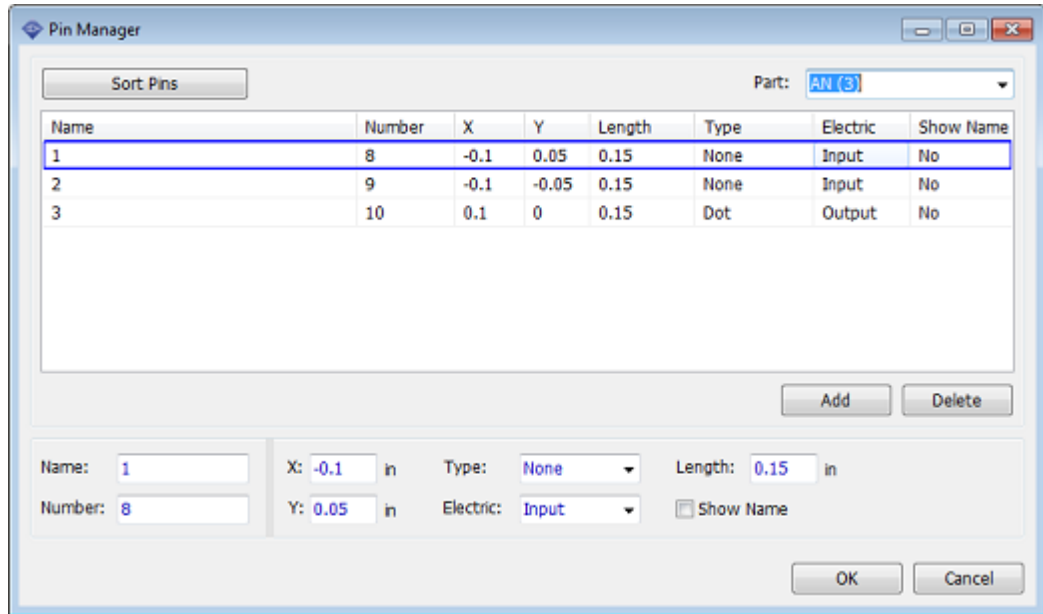 Pin Manager
Sort Pins Part: AN (3)
Name Number X Y Length Type Electric Show Name
1 8 -0.1 0.05 0.15 None Input No
2 9 -0.1 -0.05 0.15 None Input No
3 10 0.1 0 0.15 Dot Output No
Add Delete
Name: 1 X: -0.1 in Type: None Length: 0.15 in
Number: 8 Y: 0.05 in Electric: Input Show Name
OK Cancel